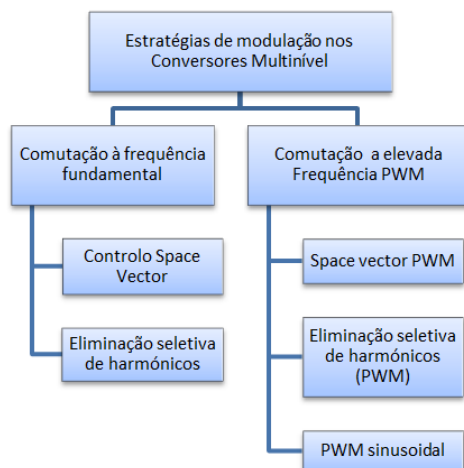 Estratégias de modulação nos
Conversores Multinível
Comutação à frequência
fundamental
Controlo Space
Vector
Eliminação seletiva
de harmónicos
Comutação a elevada
Frequência PWM
Space vector PWM
Eliminação seletiva
de harmónicos
(PWM)
PWM sinusoidal